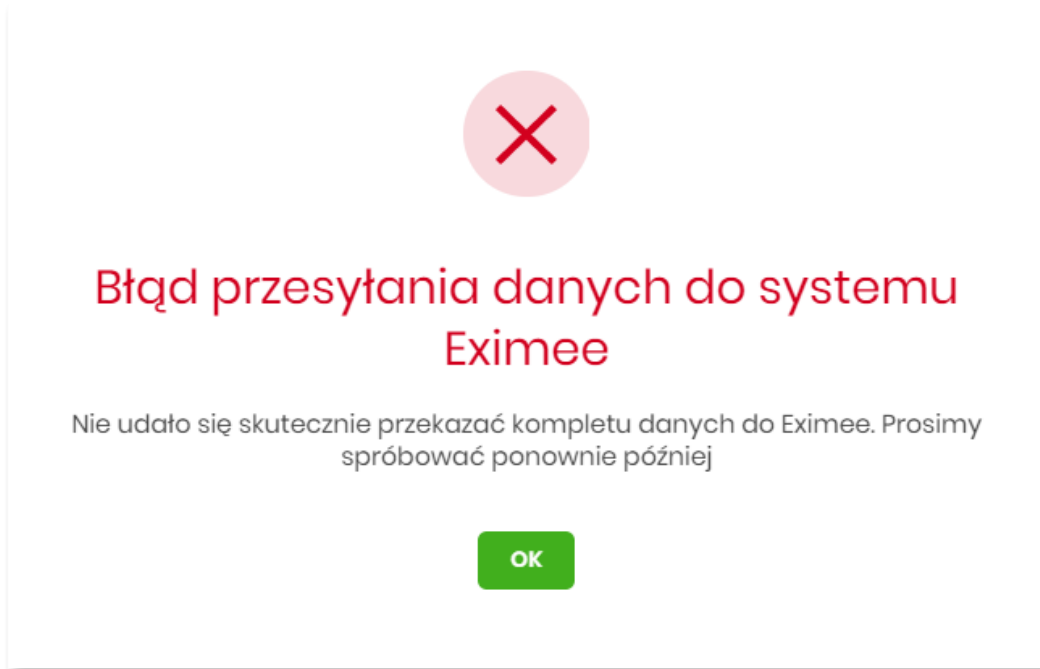 Błąd przesyłania danych do systemu
Eximee
Nie udało się skutecznie przekazać kompletu danych do Eximee. Prosimy
spróbować ponownie później
OK